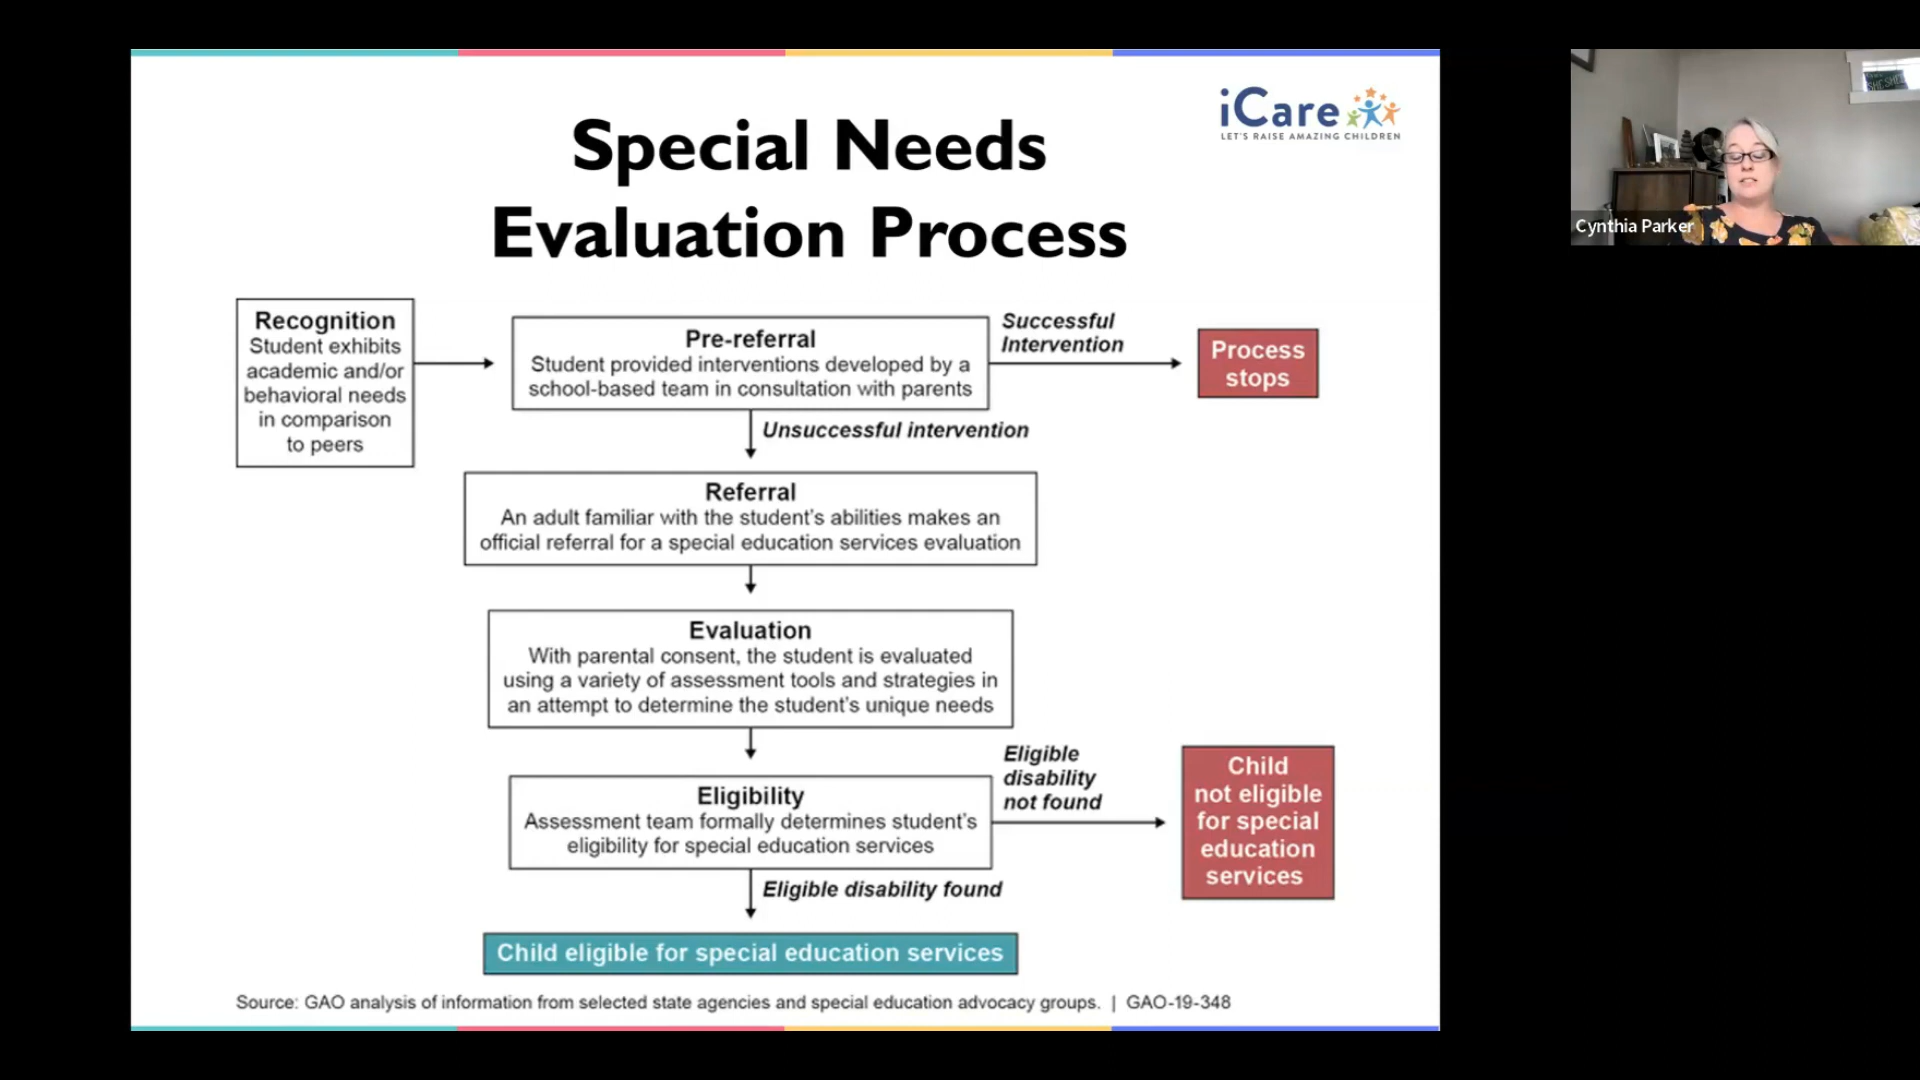 Special Needs
Evaluation Process
iCare
LET'S RAISE AMAZING CHILDREN
Cynthia Parker
Recognition
Student exhibits
academic and/or
behavioral needs
in comparison
to peers
Pre-referral
Student provided interventions developed by a
school-based team in consultation with parents
Successful
Intervention
Process
stops
Unsuccessful intervention
Referral
An adult familiar with the student's abilities makes an
official referral for a special education services evaluation
Evaluation
With parental consent, the student is evaluated
using a variety of assessment tools and strategies in
an attempt to determine the student's unique needs
Eligibility
Assessment team formally determines student's
eligibility for special education services
Eligible
disability
not found
Child
not eligible
for special
education
services
Eligible disability found
Child eligible for special education services
Source: GAO analysis of information from selected state agencies and special education advocacy groups. | GAO-19-348